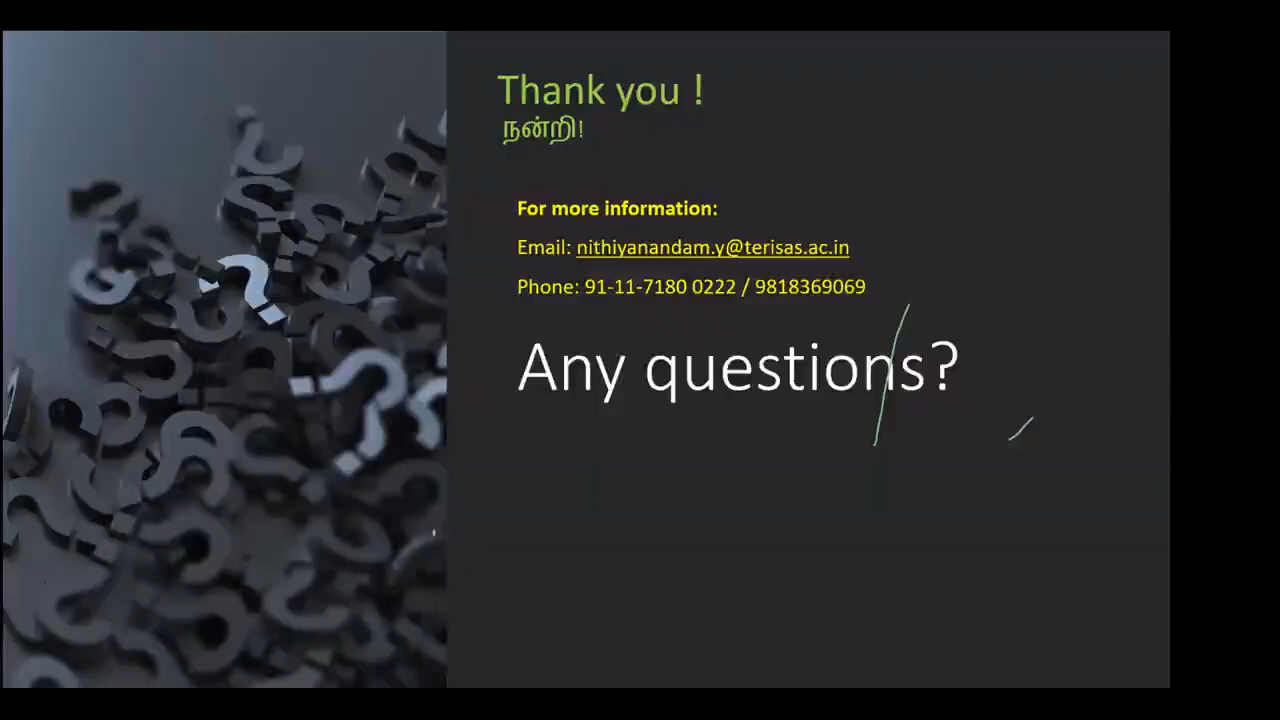 Thank you !
நன்றி!
For more information:
Email: nithiyanandam.y@terisas.ac.in
Phone: 91-11-7180 0222 / 9818369069
Any questions?